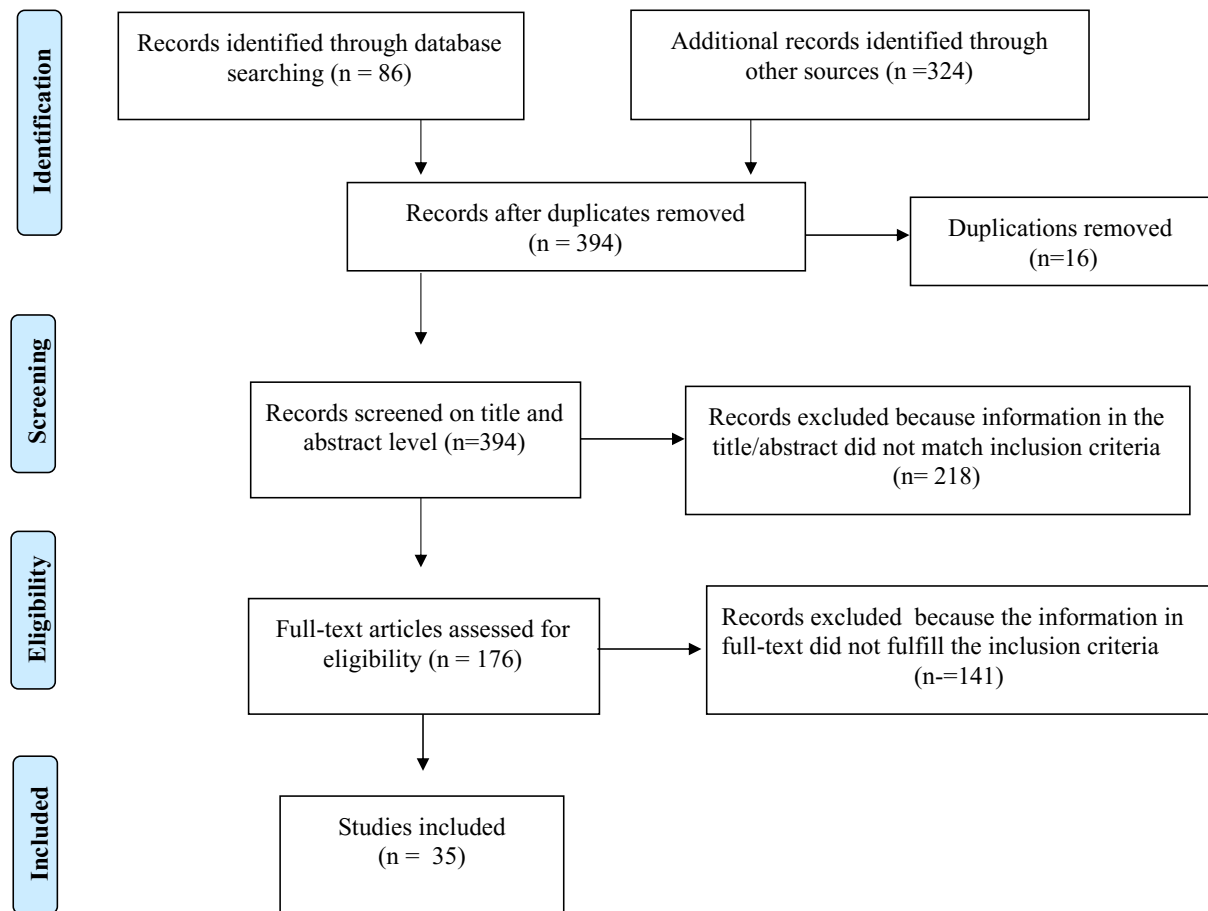 Identification
Records identified through database
searching (n = 86)
Additional records identified through
other sources (n =324)
Records after duplicates removed
(n = 394)
Duplications removed
(n=16)
Screening
Records screened on title and
abstract level (n=394)
Records excluded because information in the
title/abstract did not match inclusion criteria
(n= 218)
Eligibility
Full-text articles assessed for
eligibility (n = 176)
Records excluded  because the information in
full-text did not fulfill the inclusion criteria
(n-=141)
Included
Studies included
(n =  35)